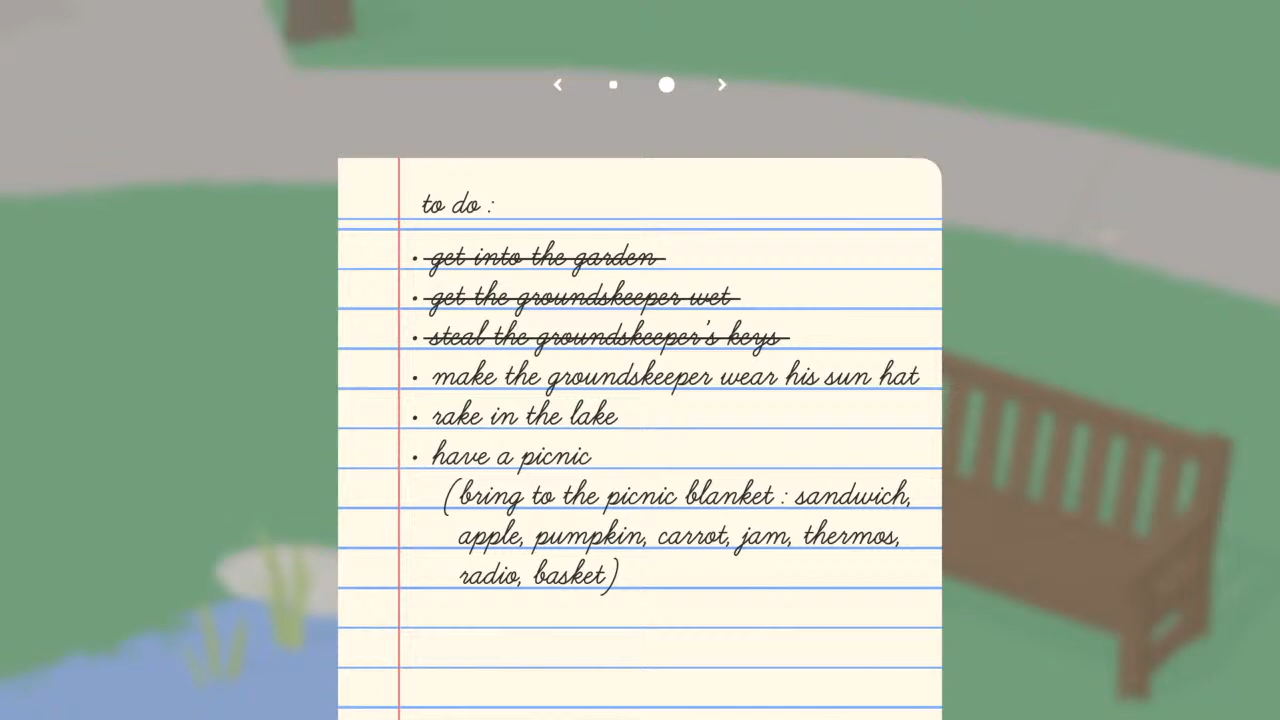 to do :
• get into the garden
• get the groundskeeper wet
• steal the groundskeeper's keys
• make the groundskeeper wear his sun hat
• rake in the lake
• have a picnic
(bring to the picnic blanket : sandwich,
apple, pumpkin, carrot, jam, thermos,
radio, basket)